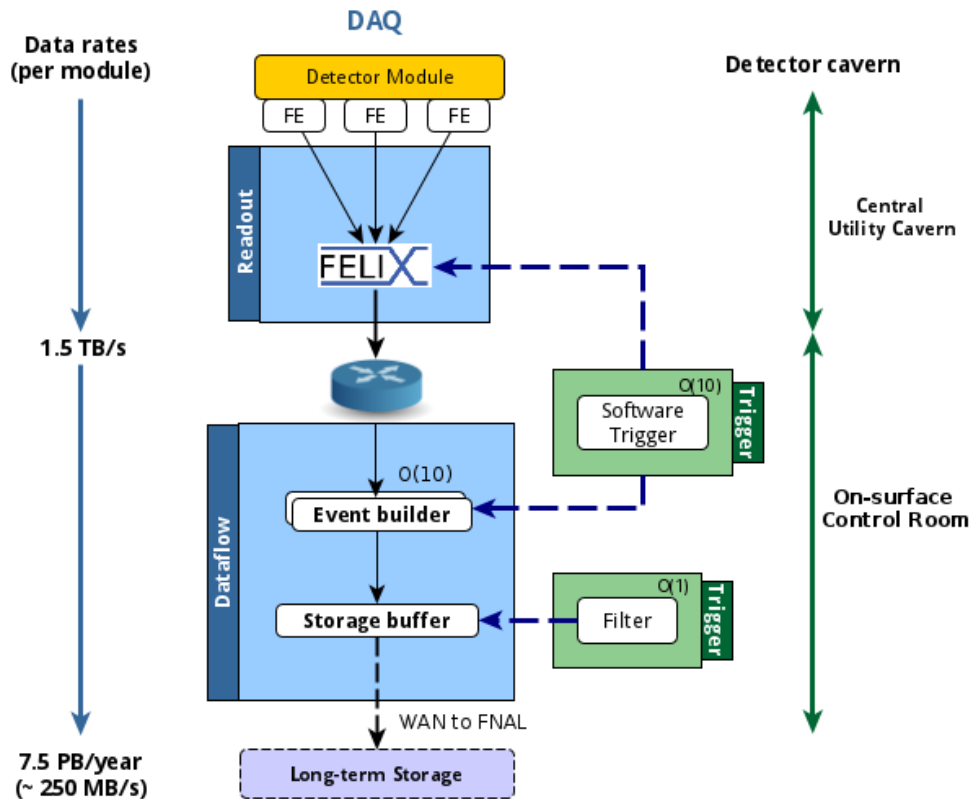 DAQ
Data rates
(per module)
Detector cavern
Detector Module
FE
FE
FE
Readout
FELIX
Central
Utility Cavern
1.5 TB/s
O(10)
Software
Trigger
Trigger
Dataflow
O(10)
Event builder
On-surface
Control Room
O(1)
Storage buffer
Filter
Trigger
WAN to FNAL
7.5 PB/year
(~ 250 MB/s)
Long-term Storage